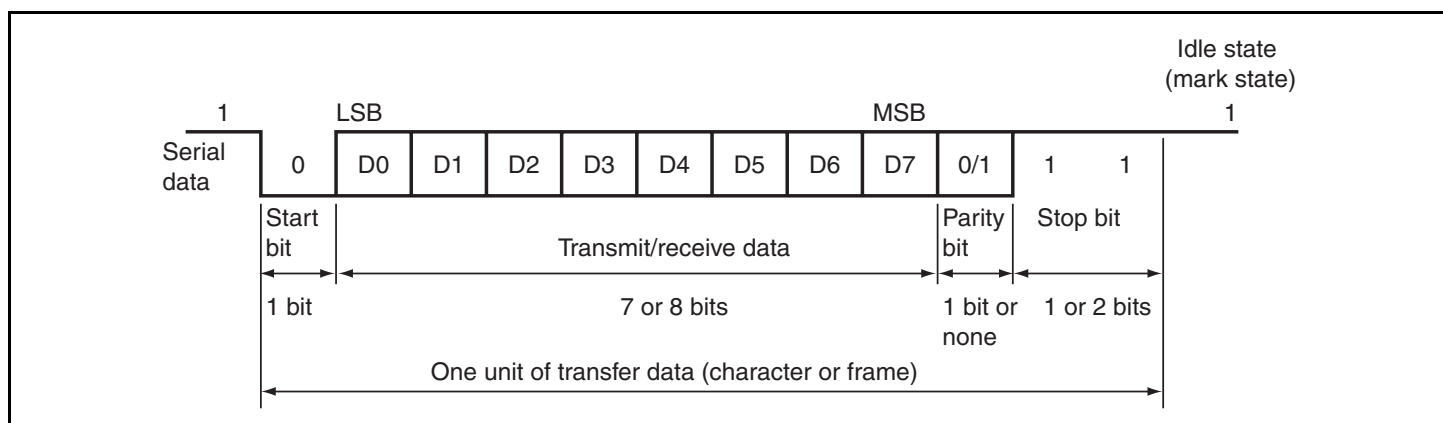 Idle state
(mark state)
1 LSB MSB 1
Serial
data
0 D0 D1 D2 D3 D4 D5 D6 D7 0/1 1 1
Start
bit
Transmit/receive data
Parity
bit
Stop bit
1 bit
7 or 8 bits
1 bit or
none
1 or 2 bits
One unit of transfer data (character or frame)